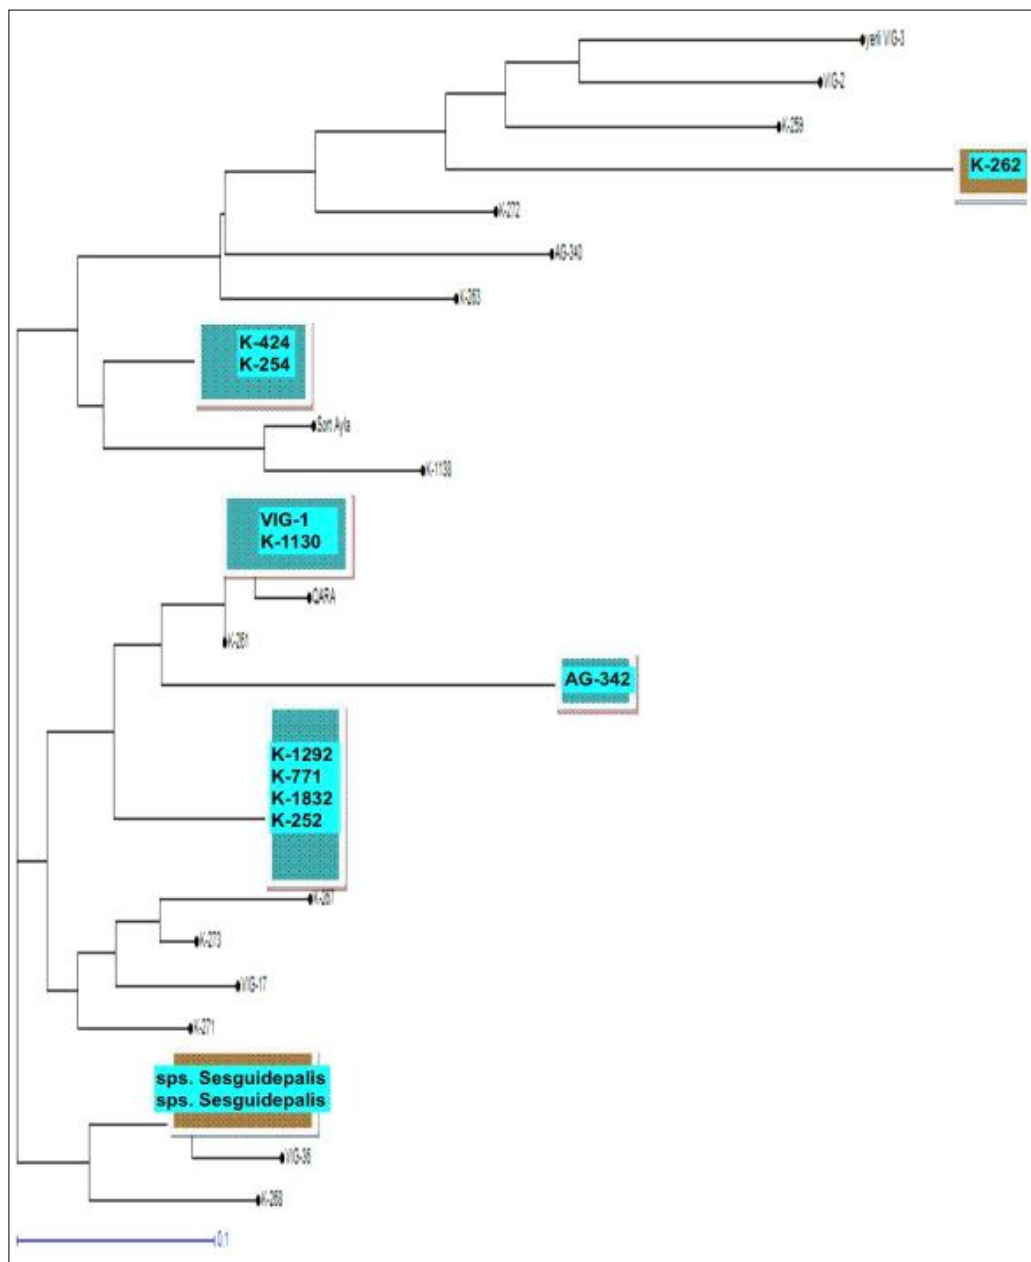 yerli VIG-3
VIG-2
K-259
K-262
K-272
AG-340
K-263
K-424
K-254
Sort Ayla
K-1138
VIG-1
K-1130
QARA
K-261
AG-342
K-1292
K-771
K-1832
K-252
K-267
K-273
VIG-17
K-271
sps. Sesguidepalis
sps. Sesguidepalis
VIG-36
K-268
0.1